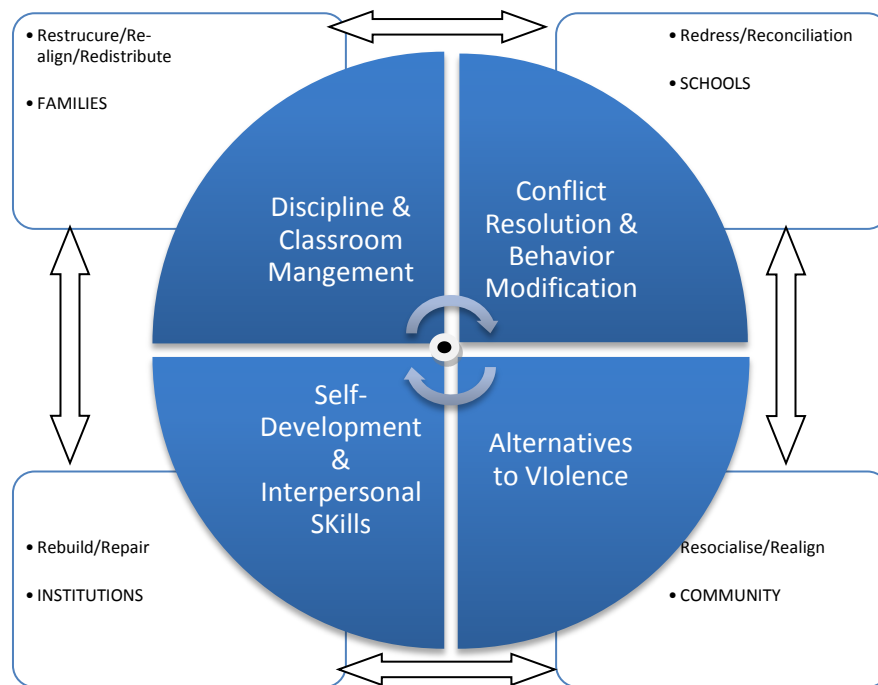 • Restrucure/Re-
align/Redistribute
• FAMILIES
• Redress/Reconciliation
• SCHOOLS
Discipline &
Classroom
Mangement
Conflict
Resolution &
Behavior
Modification
Self-
Development
&
Interpersonal
SKills
Alternatives
to VIolence
• Rebuild/Repair
• INSTITUTIONS
Resocialise/Realign
• COMMUNITY